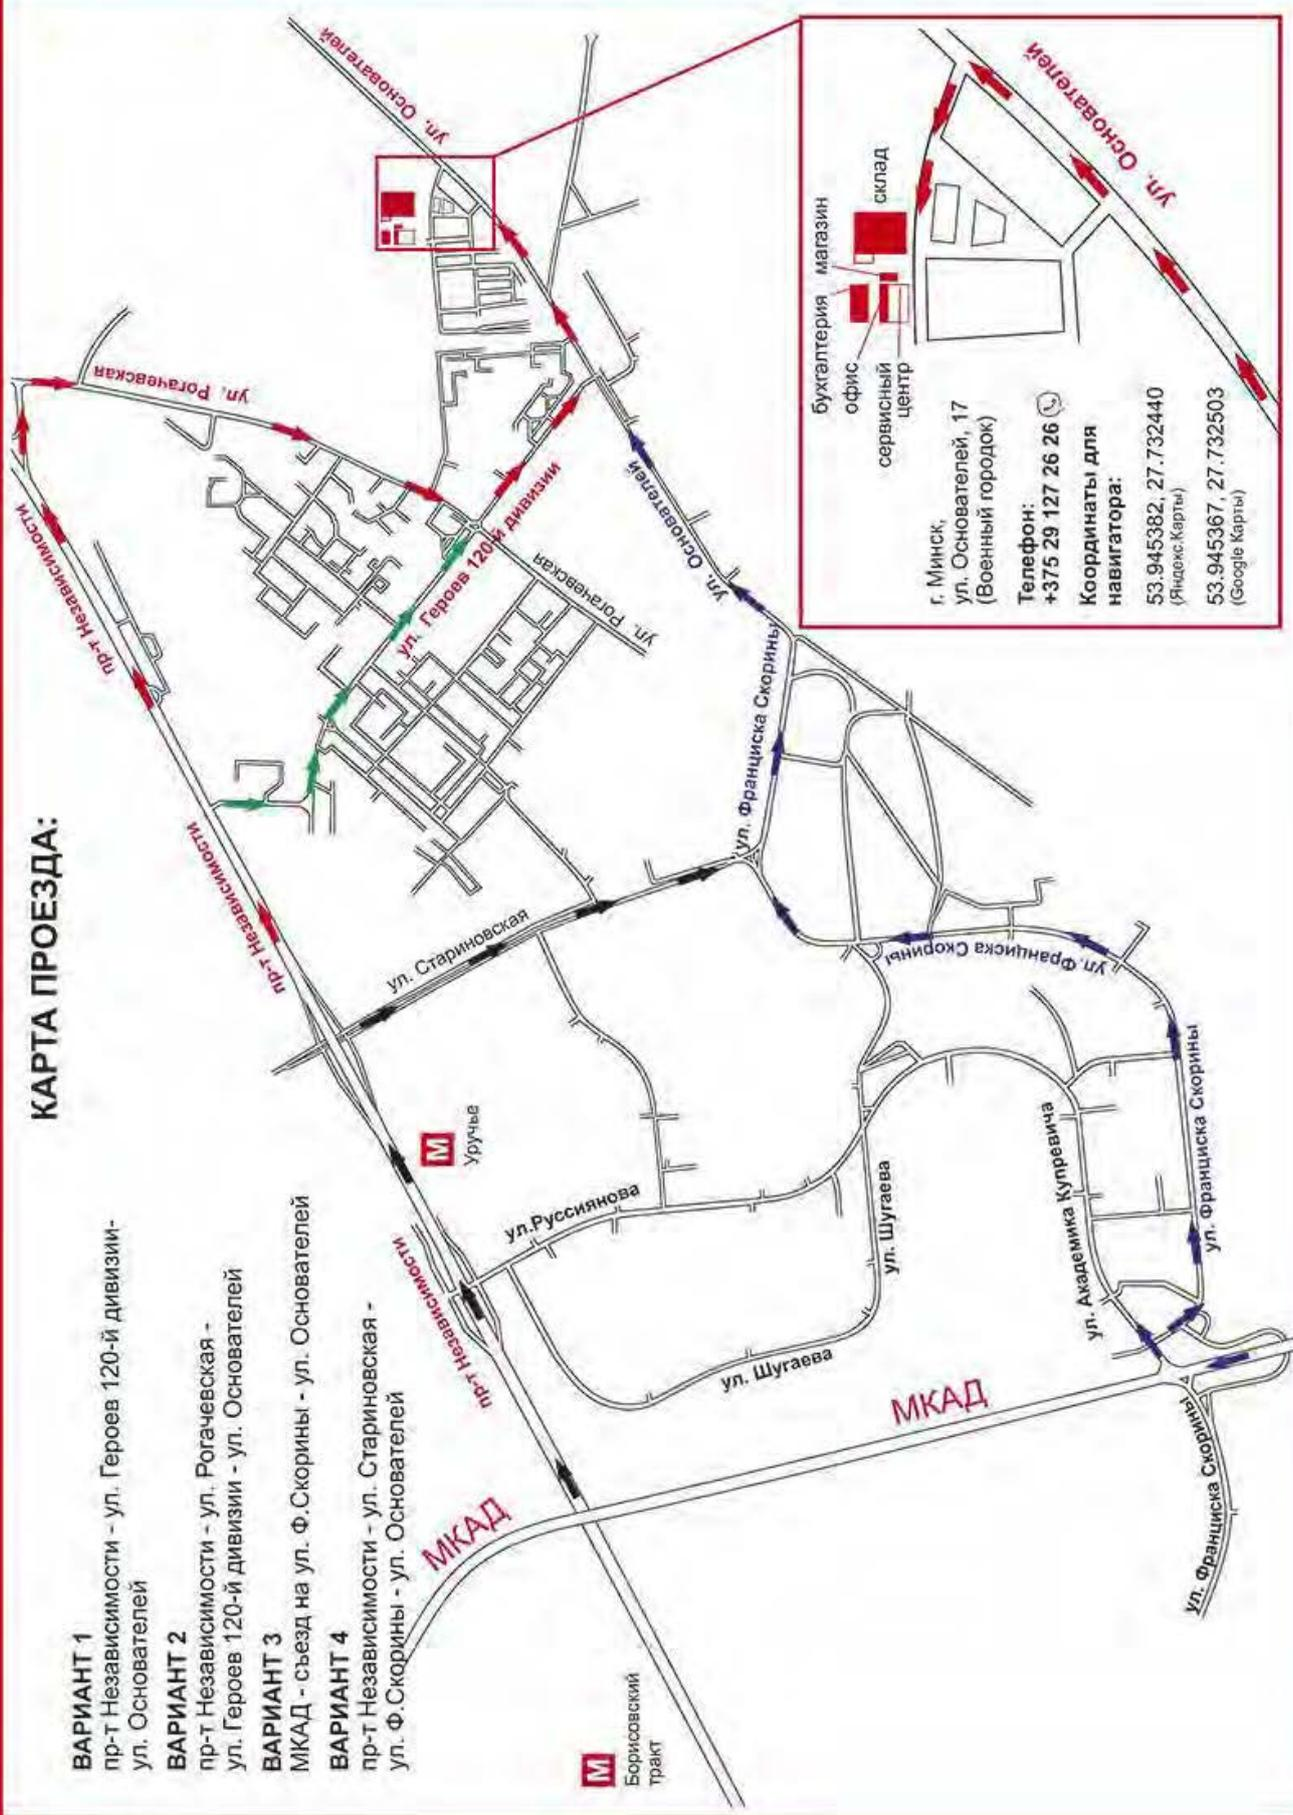 КАРТА ПРОЕЗДА:
ВАРИАНТ 1
пр-т Независимости - ул. Героев 120-й дивизии-
ул. Основателей
ВАРИАНТ 2
пр-т Независимости - ул. Рогачевская -
ул. Героев 120-й дивизии - ул. Основателей
ВАРИАНТ 3
МКАД - съезд на ул. Ф.Скорины - ул. Основателей
ВАРИАНТ 4
пр-т Независимости - ул. Стариновская -
ул. Ф.Скорины - ул. Основателей
М
Борисовский
тракт
МКАД
МКАД
пр-т Независимости
М
Уручье
ул.Руссиянова
ул. Шугаева
ул. Шугаева
ул. Академика Купревича
ул. Франциска Скорины
ул. Франциска Скорины
ул. Франциска Скорины
ул. Франциска Скорины
ул. Стариновская
пр-т Независимости
пр-т Независимости
ул. Рогачевская
ул. Рогачевская
ул. Героев 120-й дивизии
ул. Основателей
ул. Основателей
бухгалтерия
магазин
офис
склад
сервисный
центр
ул. Основателей
г. Минск,
ул. Основателей, 17
(Военный городок)
Телефон:
+375 29 127 26 26
Координаты для
навигатора:
53.945382, 27.732440
(Яндекс.Карты)
53.945367, 27.732503
(Google Карты)